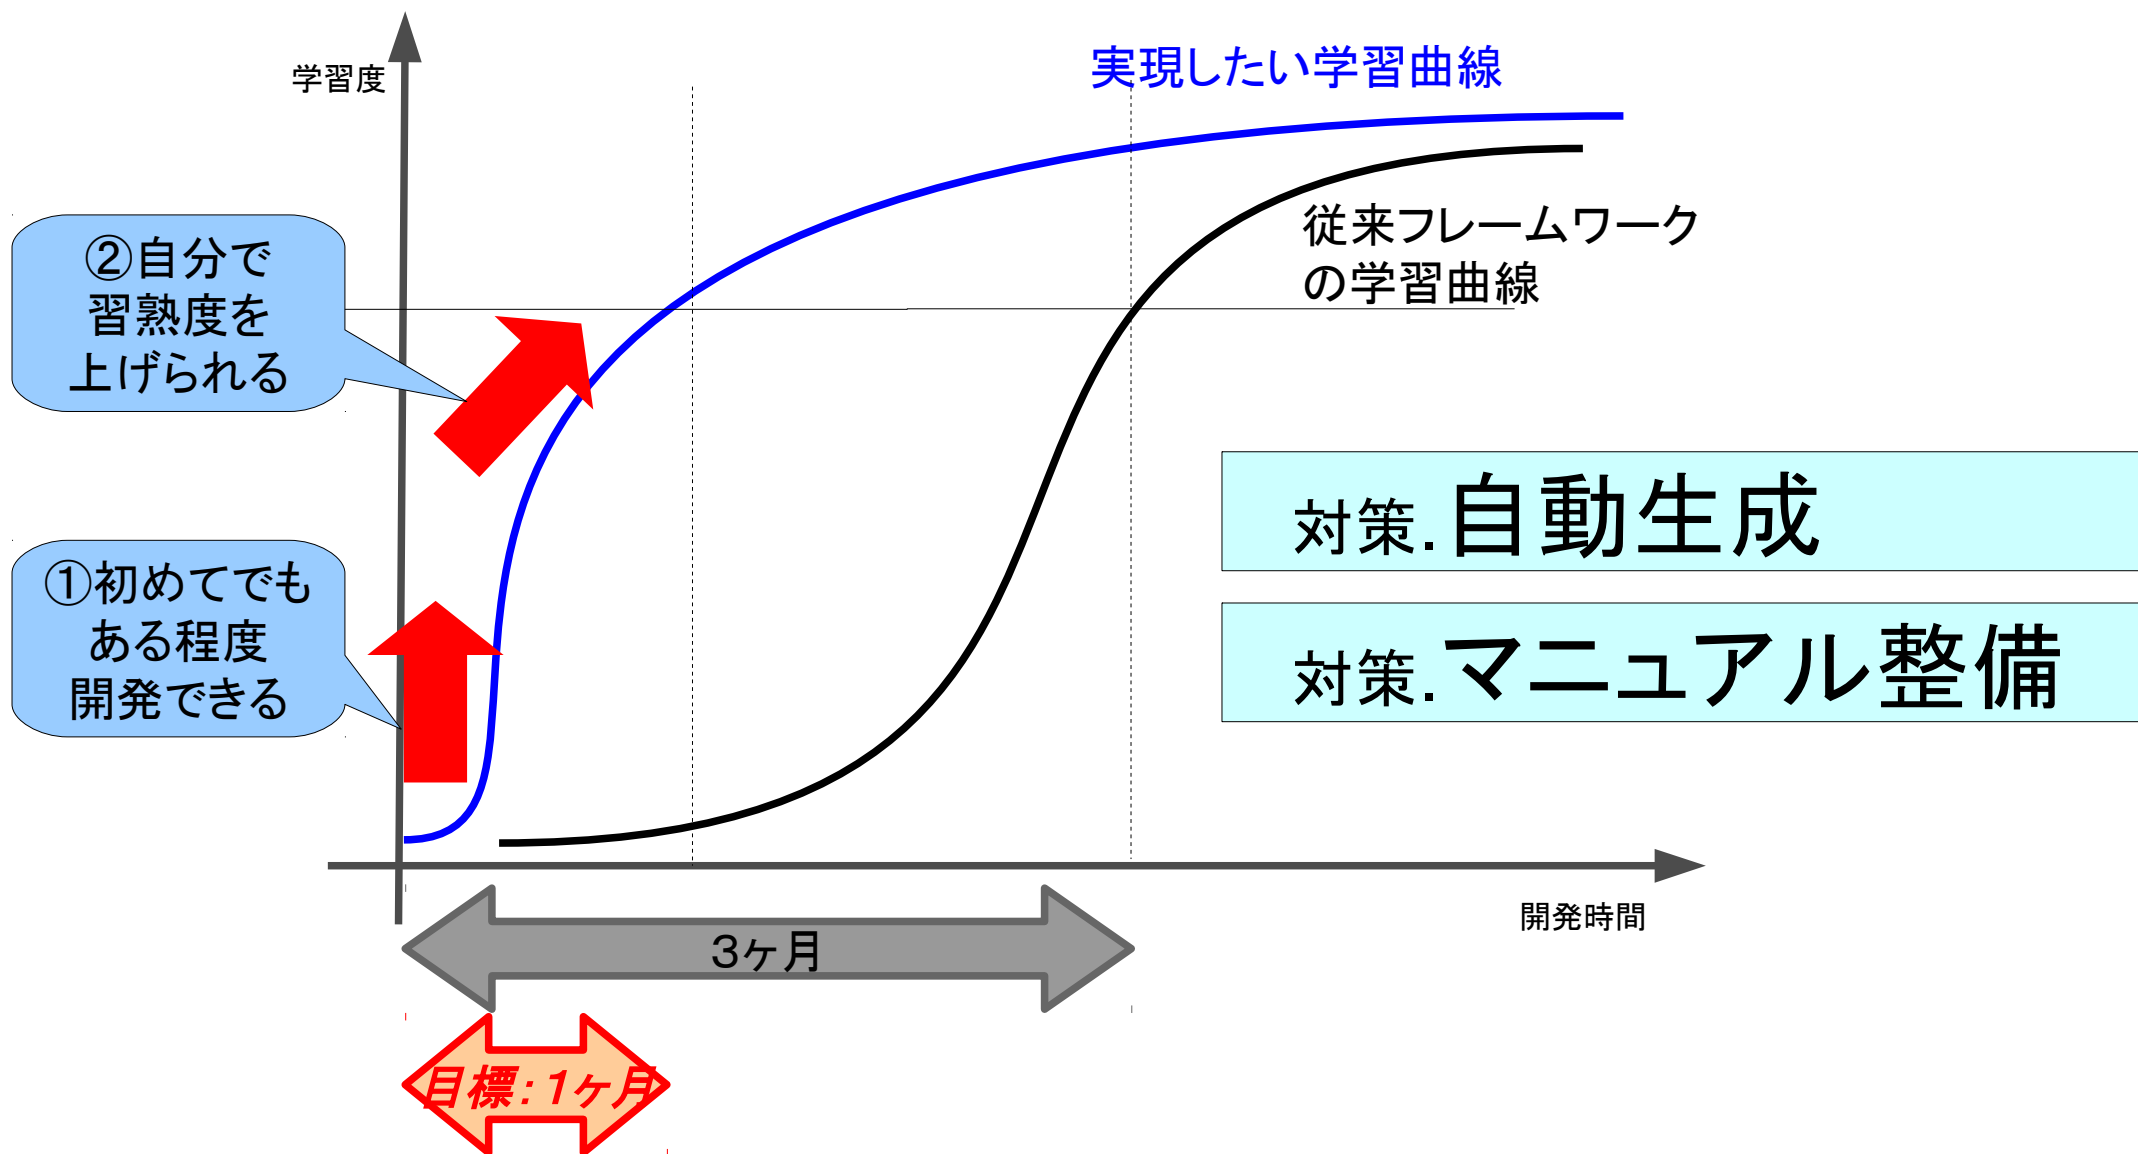 学習度
実現したい学習曲線
従来フレームワーク
の学習曲線
②自分で
習熟度を
上げられる
①初めてでも
ある程度
開発できる
対策.自動生成
対策.マニュアル整備
開発時間
3ヶ月
目標:1ヶ月